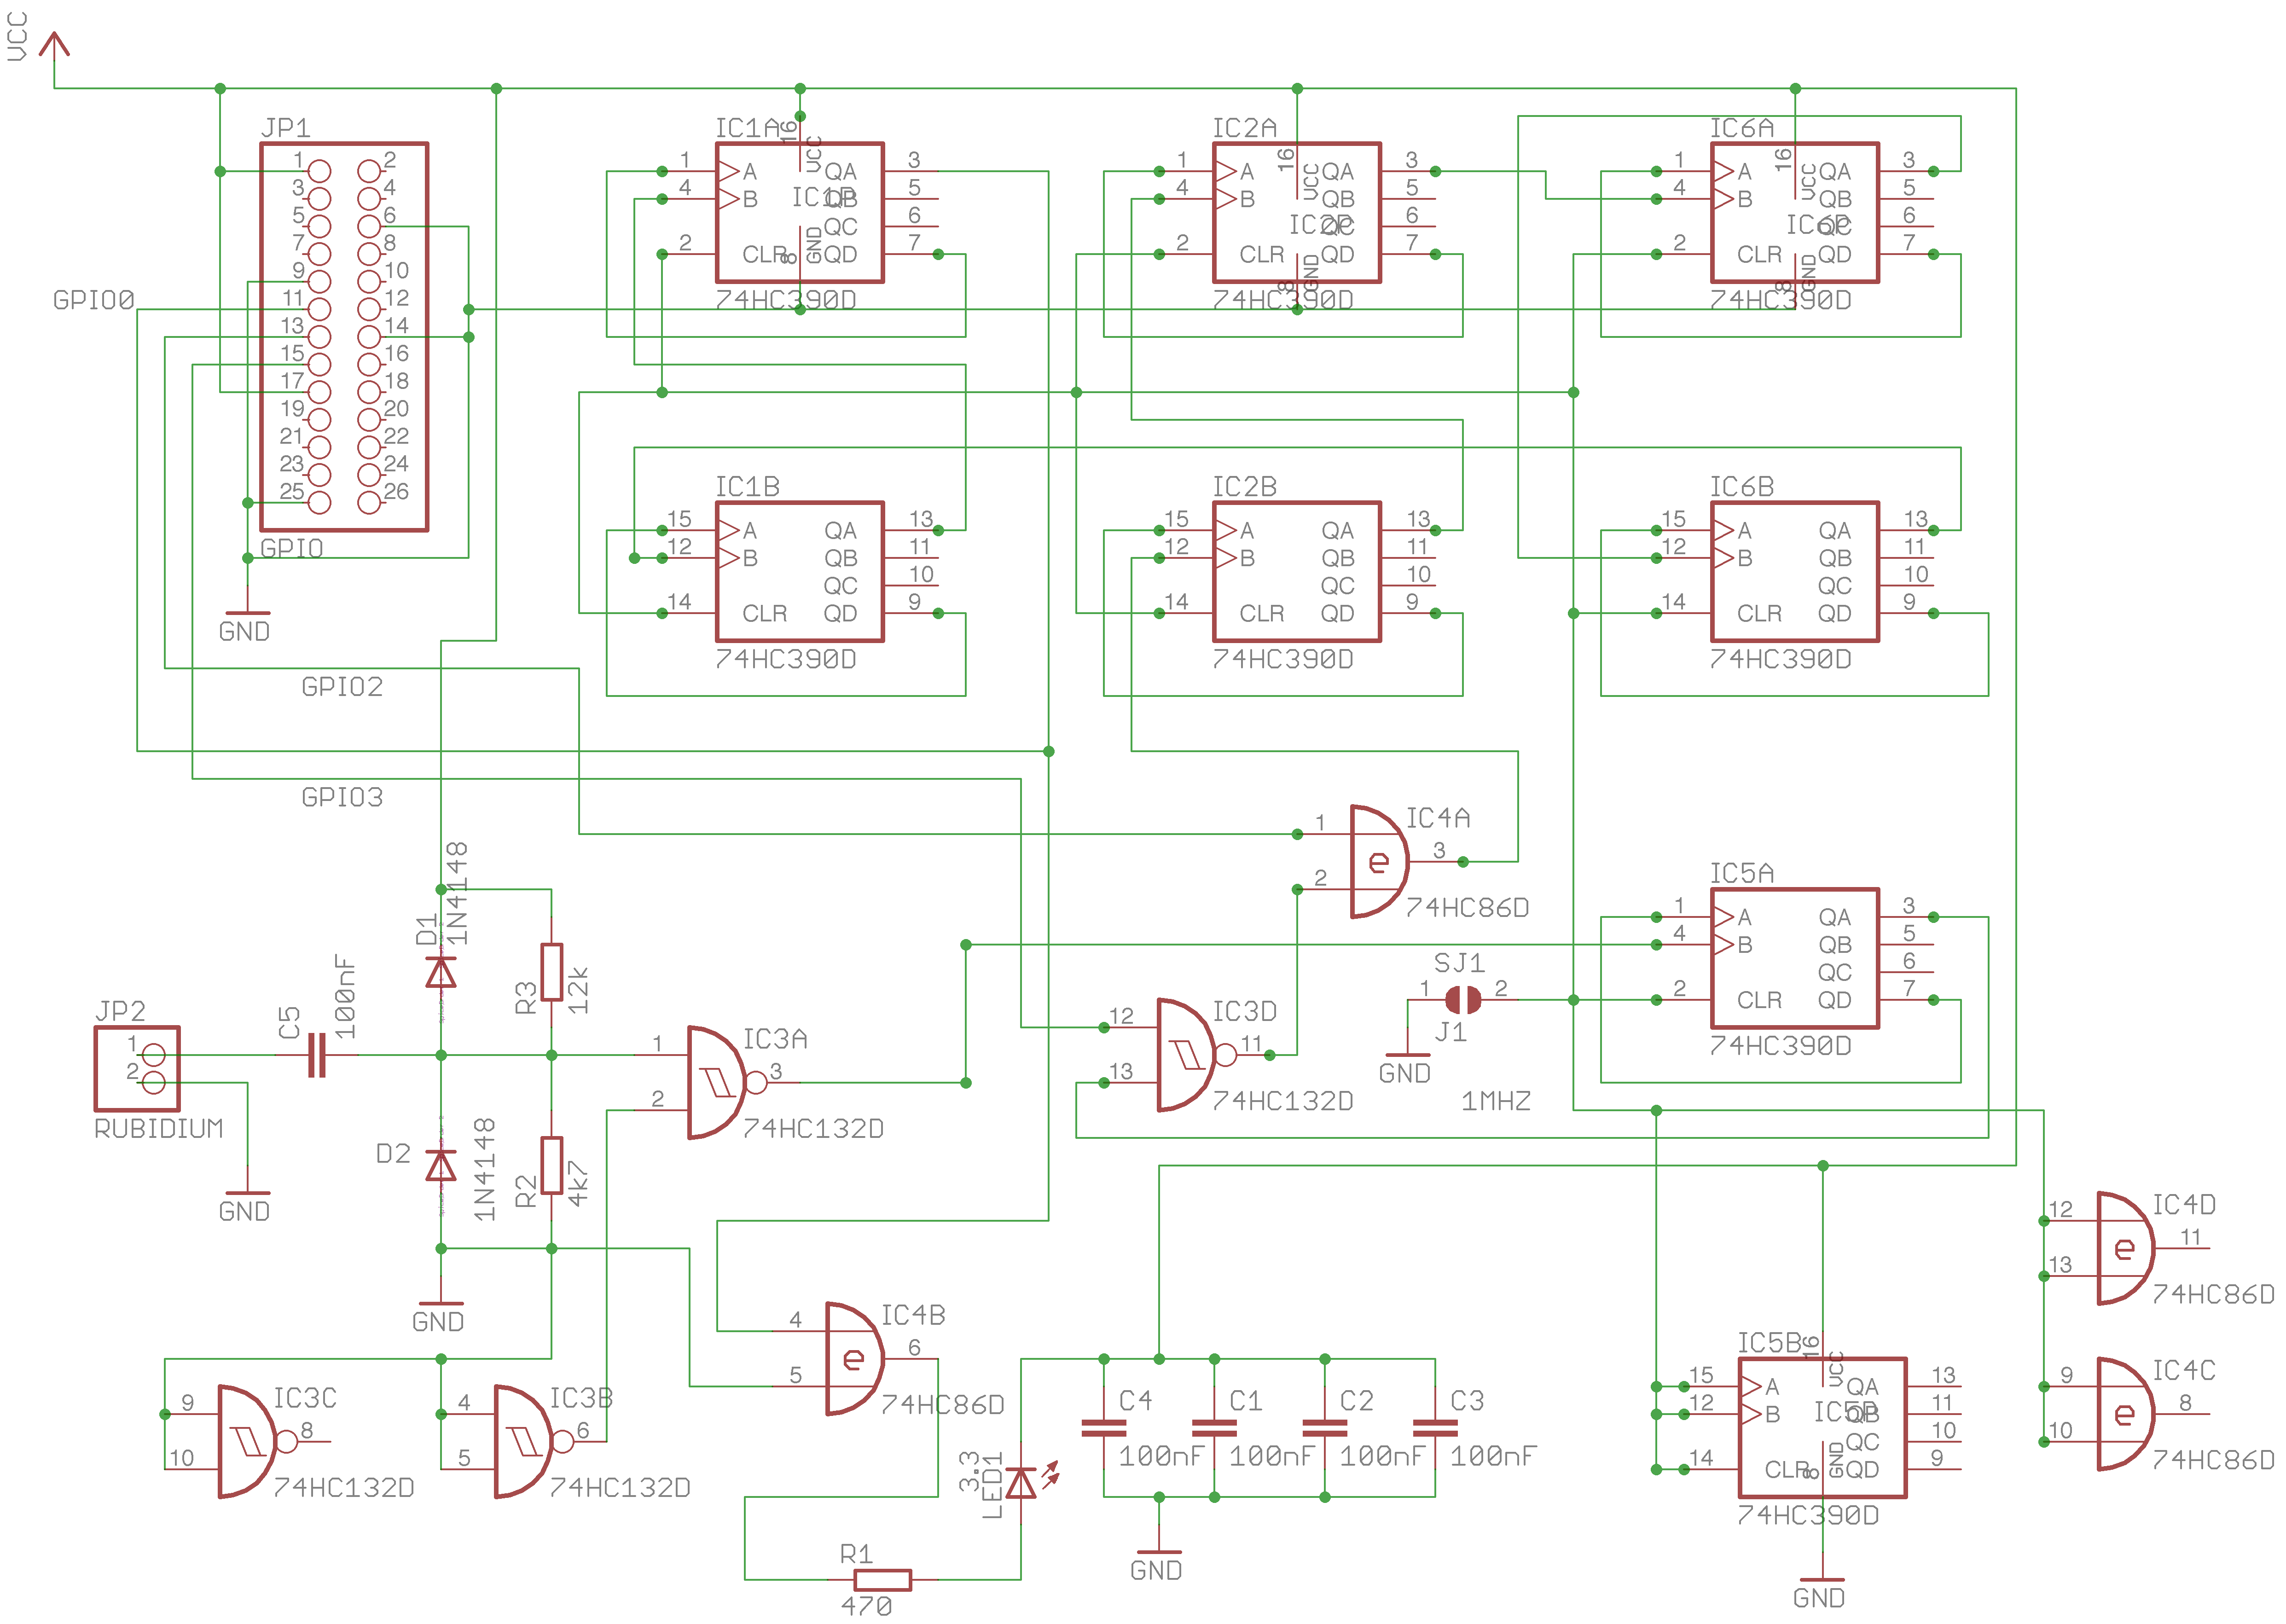 VCC
JP1
1 2
3 4
5 6
7 8
9 10
11 12
13 14
15 16
17 18
19 20
21 22
23 24
25 26
GPIO
GND
GPIO0
GPIO2
GPIO3
IC1A
16 VCC
1 A QA 3
4 B QB 5
QC 6
2 CLR QD 7
8 GND
IC1P
74HC390D
IC2A
16 VCC
1 A QA 3
4 B QB 5
QC 6
2 CLR QD 7
8 GND
IC2P
74HC390D
IC6A
16 VCC
1 A QA 3
4 B QB 5
QC 6
2 CLR QD 7
8 GND
IC6P
74HC390D
IC1B
15 A QA 13
12 B QB 11
QC 10
14 CLR QD 9
74HC390D
IC2B
15 A QA 13
12 B QB 11
QC 10
14 CLR QD 9
74HC390D
IC6B
15 A QA 13
12 B QB 11
QC 10
14 CLR QD 9
74HC390D
IC4A
1
2
3
e
74HC86D
IC5A
1 A QA 3
4 B QB 5
QC 6
2 CLR QD 7
74HC390D
D1
1N4148
R3
12k
JP2
1
2
RUBIDIUM
GND
C5
100nF
D2
1N4148
R2
4k7
GND
IC3A
1
2
3
74HC132D
IC3D
12
13
11
74HC132D
SJ1
1 2
J1
GND
1MHZ
IC4D
12
13
11
e
74HC86D
IC4C
9
10
8
e
74HC86D
IC5B
16 VCC
15 A QA 13
12 B QB 11
QC 10
14 CLR QD 9
8 GND
IC5P
74HC390D
GND
IC3C
9
10
8
74HC132D
IC3B
4
5
6
74HC132D
IC4B
4
5
6
e
74HC86D
3.3
LED1
R1
470
C4
100nF
C1
100nF
C2
100nF
C3
100nF
GND